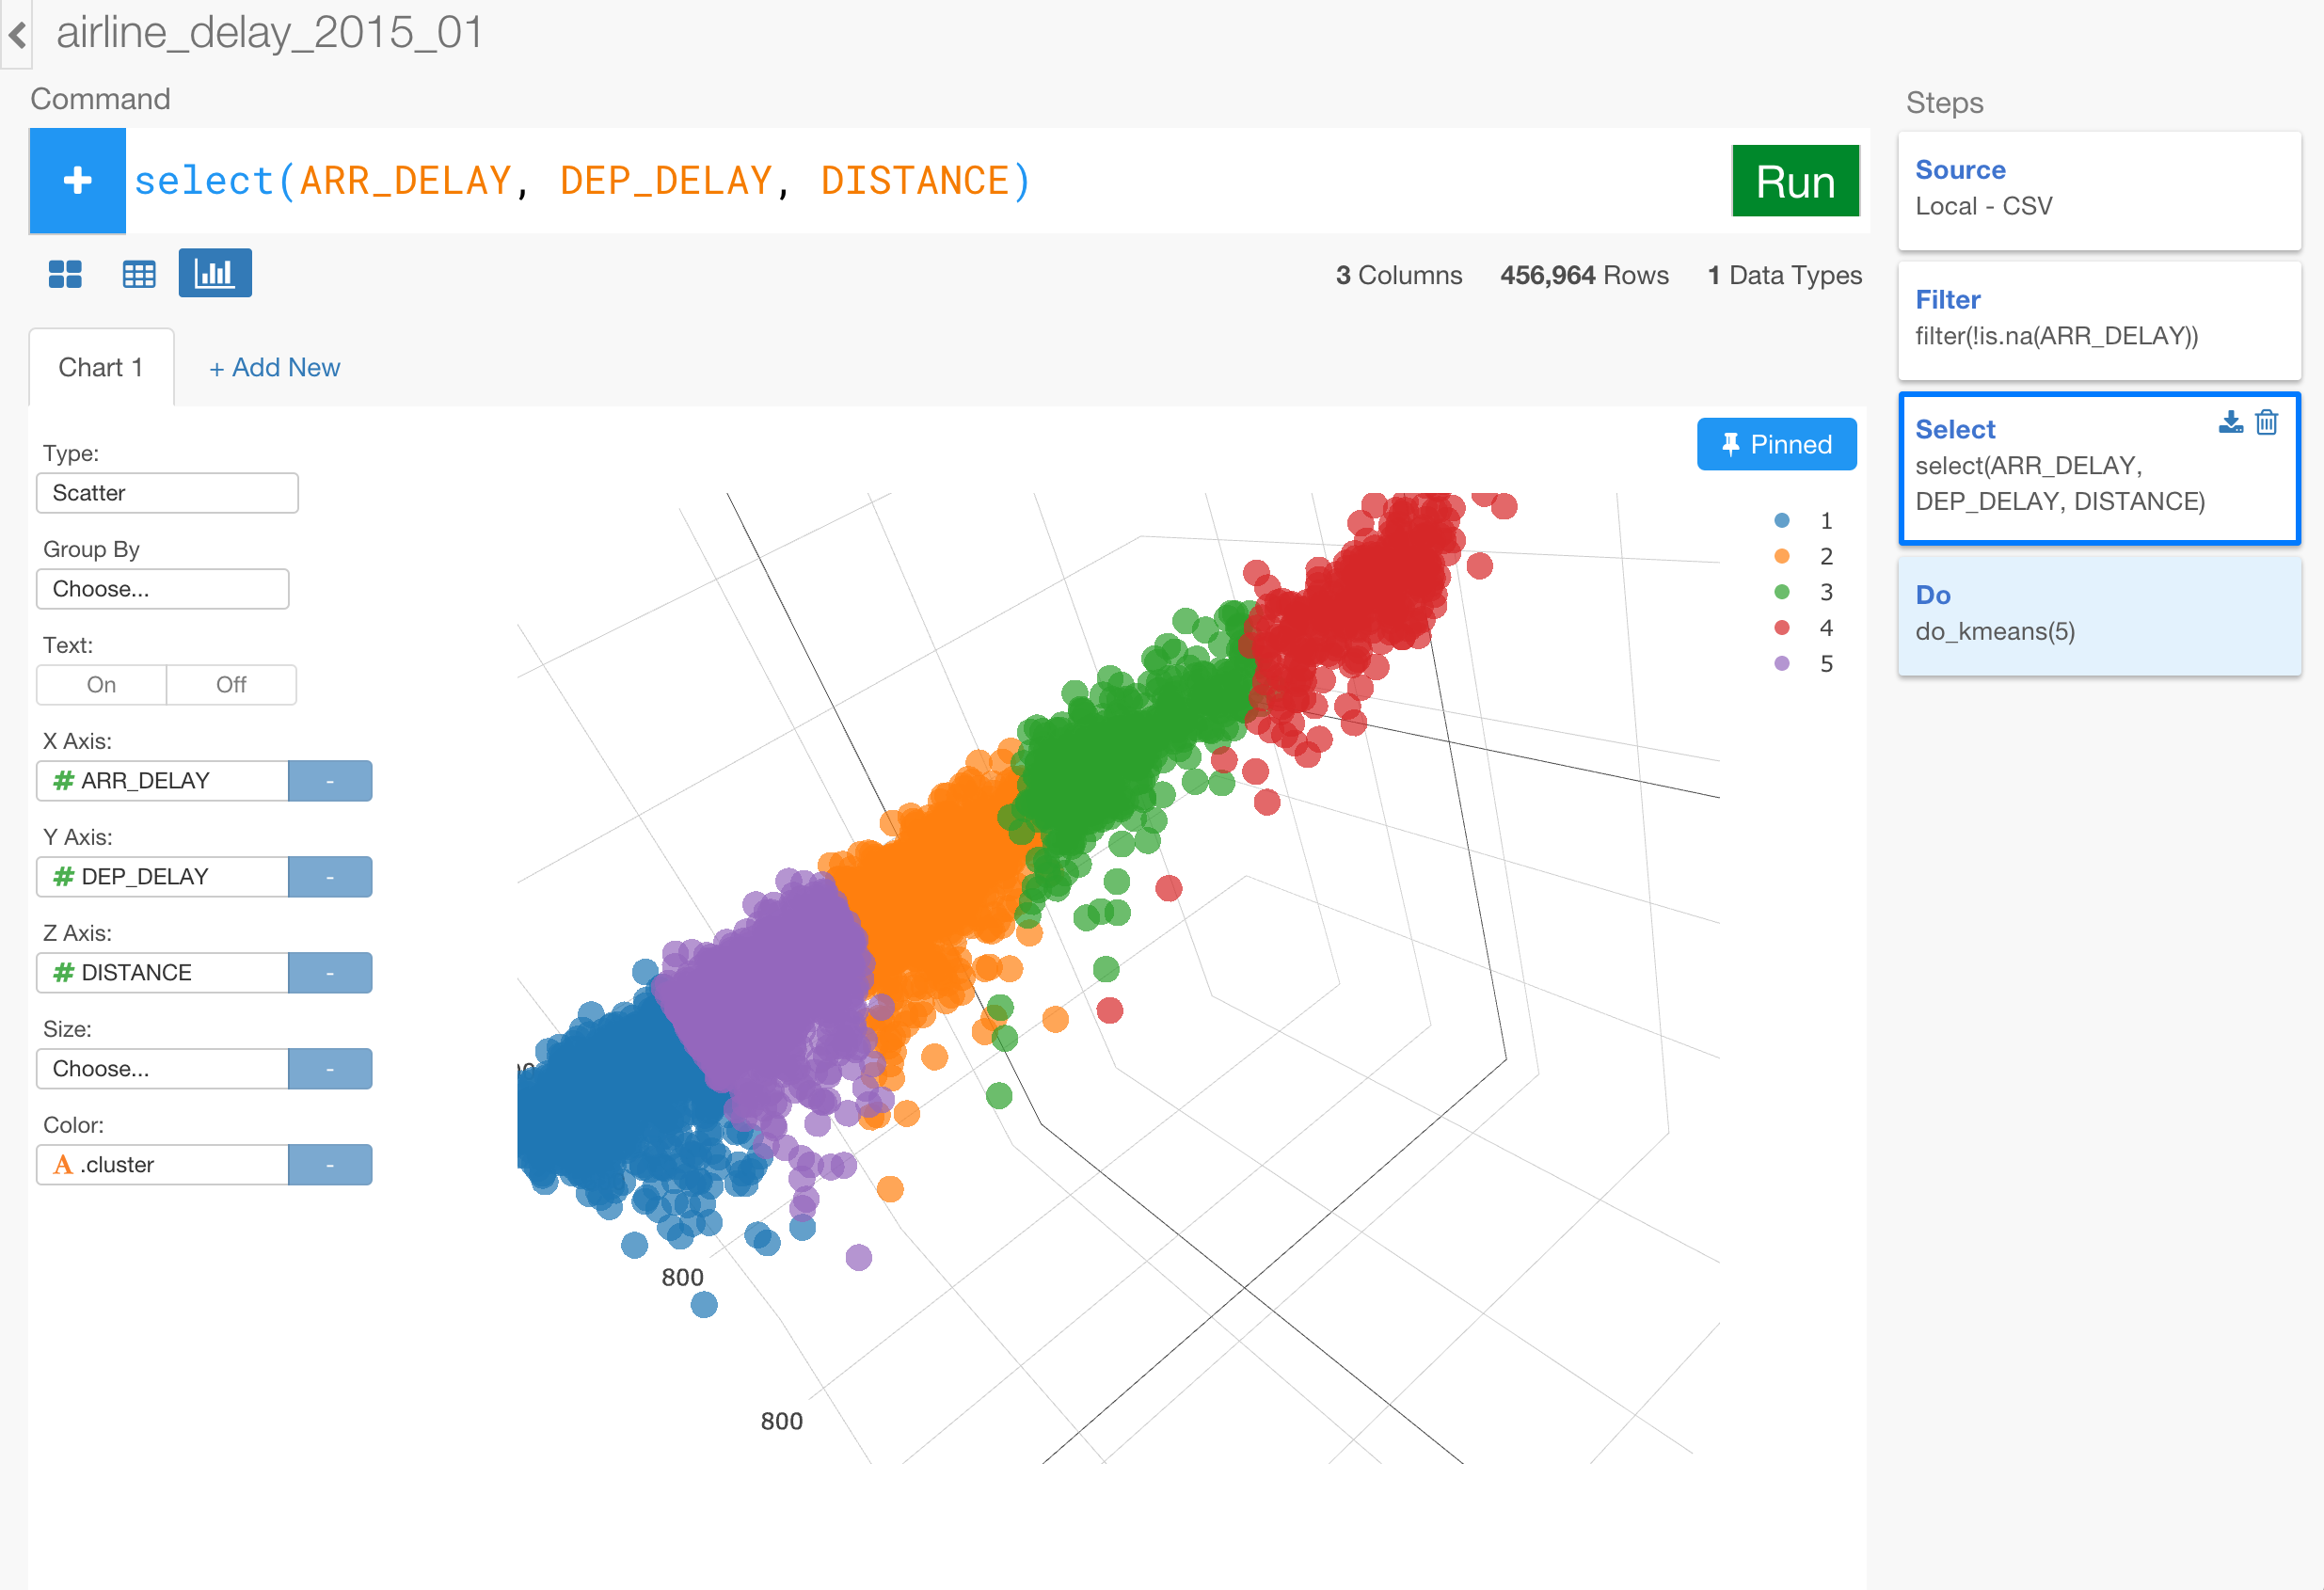 airline_delay_2015_01
Command
select(ARR_DELAY, DEP_DELAY, DISTANCE)
Run
3 Columns 456,964 Rows 1 Data Types
Chart 1
+ Add New
Pinned
Type:
Scatter
Group By
Choose...
Text:
On Off
X Axis:
# ARR_DELAY -
Y Axis:
# DEP_DELAY -
Z Axis:
# DISTANCE -
Size:
Choose... -
Color:
A .cluster -
800
800
1
2
3
4
5
Steps
Source
Local - CSV
Filter
filter(!is.na(ARR_DELAY))
Select
select(ARR_DELAY,
DEP_DELAY, DISTANCE)
Do
do_kmeans(5)